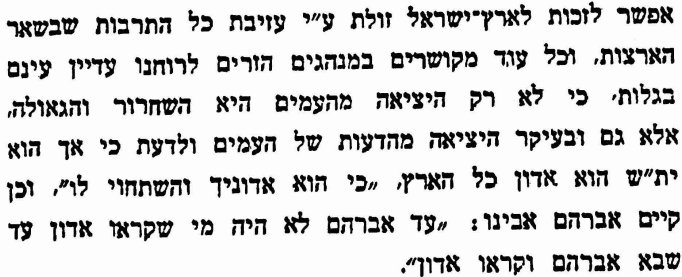 אפשר לזכות לארץ־ישראל זולת ע״י עזיבת כל התרבות שבשאר
הארצות, וכל עוד מקושרים במנהגים הזרים לרוחנו עדיין עינם
בגלות, כי לא רק היציאה מהעמים היא השחרור והגאולה,
אלא גם ובעיקר היציאה מהדעות של העמים ולדעת כי אך הוא
ית״ש הוא אדון כל הארץ, „כי הוא אדוניך והשתחוי לו״, וכן
קיים אברהם אבינו: „עד אברהם לא היה מי שקראו אדון עד
שבא אברהם וקראו אדון״.